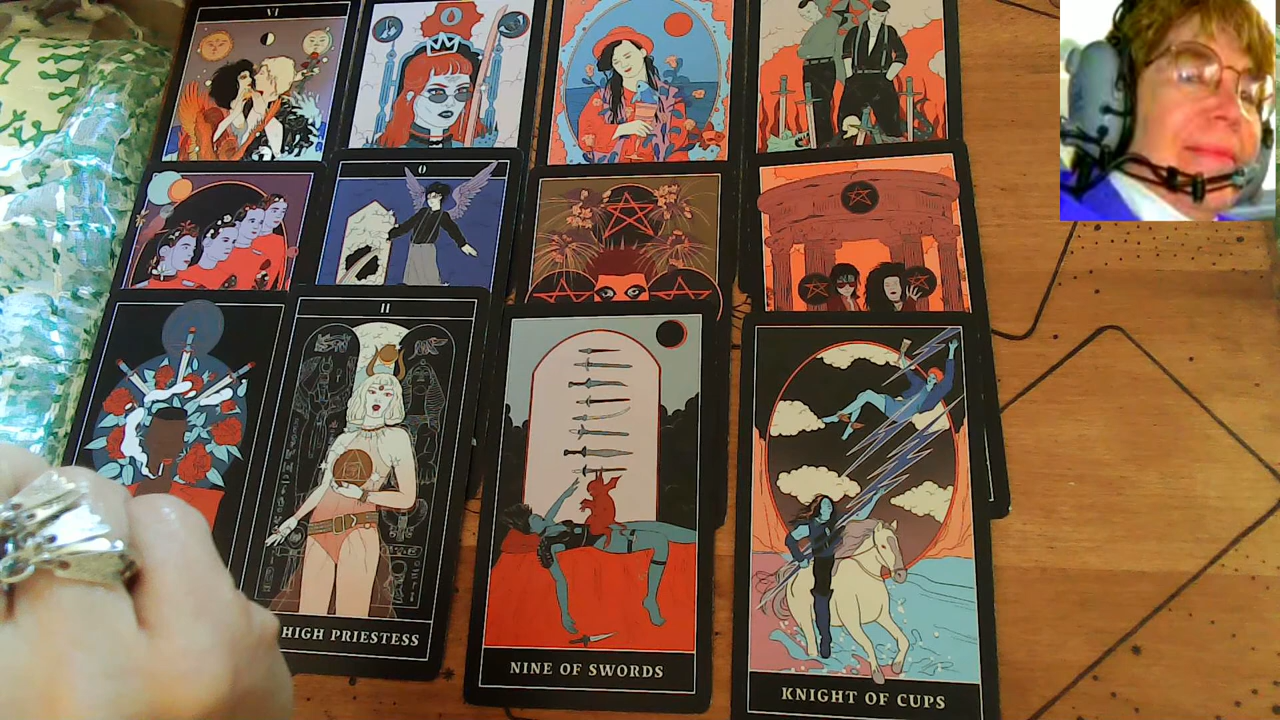 VI
0
II
HIGH PRIESTESS
NINE OF SWORDS
KNIGHT OF CUPS